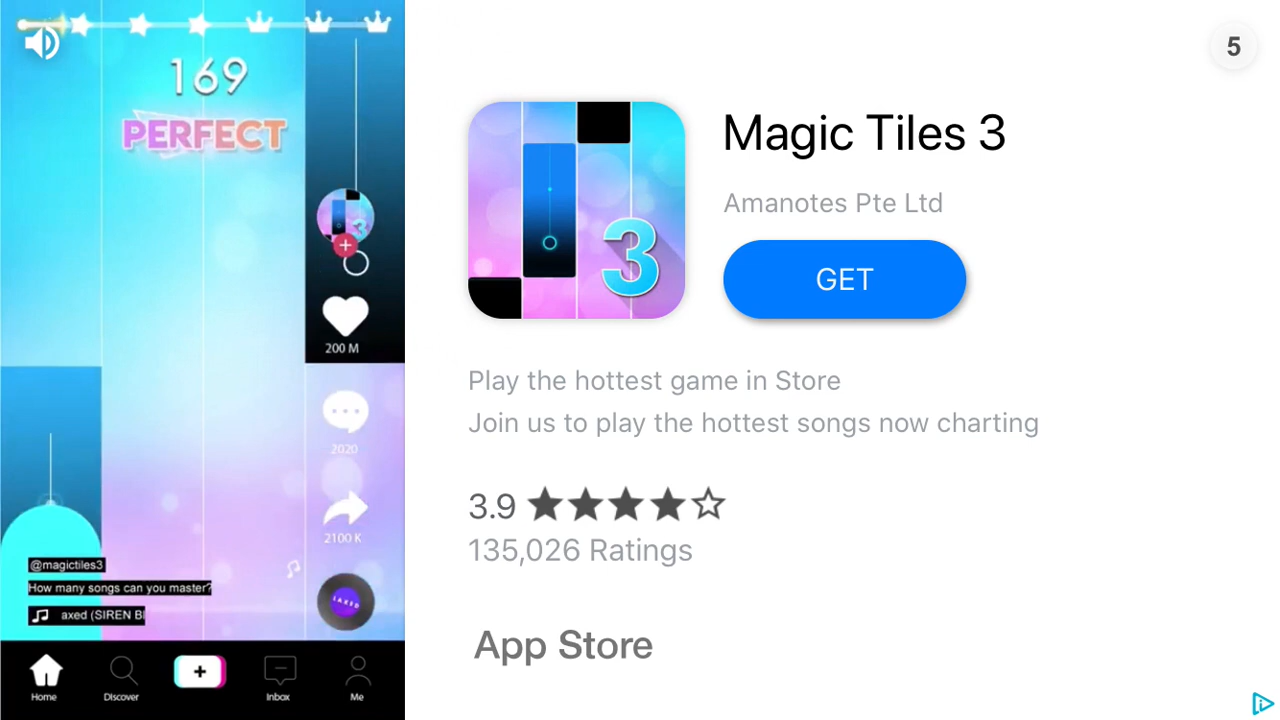 169
PERFECT
200 M
2020
2100 K
@magictiles3
How many songs can you master?
axed (SIREN B
LAXED
Home
Discover
Inbox
Me
5
3
Magic Tiles 3
Amanotes Pte Ltd
GET
Play the hottest game in Store
Join us to play the hottest songs now charting
3.9
135,026 Ratings
App Store